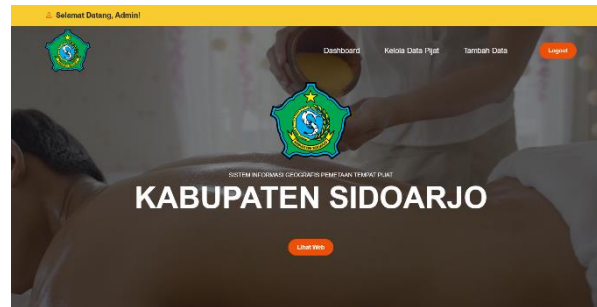 Selamat Datang, Admin!
Dashboard Kelola Data Pijat Tambah Data Logout
SISTEM INFORMASI GEOGRAFIS PEMETAAN TEMPAT PIJAT
KABUPATEN SIDOARJO
Lihat Web